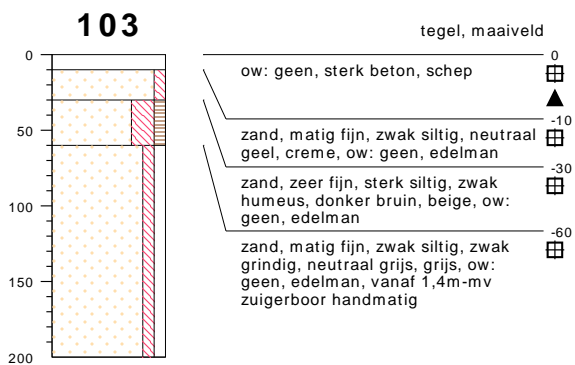 103
tegel, maaiveld
0
0
ow: geen, sterk beton, schep
-10
zand, matig fijn, zwak siltig, neutraal
geel, creme, ow: geen, edelman
-30
zand, zeer fijn, sterk siltig, zwak
humeus, donker bruin, beige, ow:
geen, edelman
-60
zand, matig fijn, zwak siltig, zwak
grindig, neutraal grijs, grijs, ow:
geen, edelman, vanaf 1,4m-mv
zuigerboor handmatig
50
100
150
200